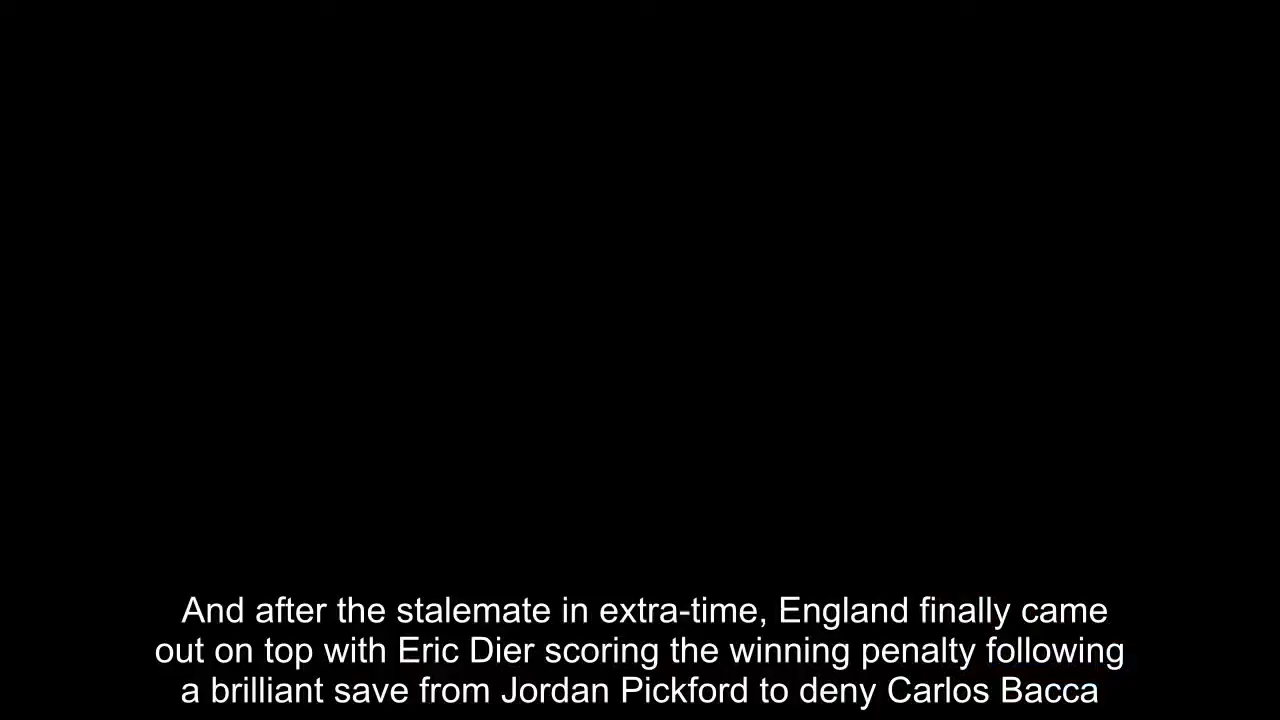 And after the stalemate in extra-time, England finally came
out on top with Eric Dier scoring the winning penalty following
a brilliant save from Jordan Pickford to deny Carlos Bacca